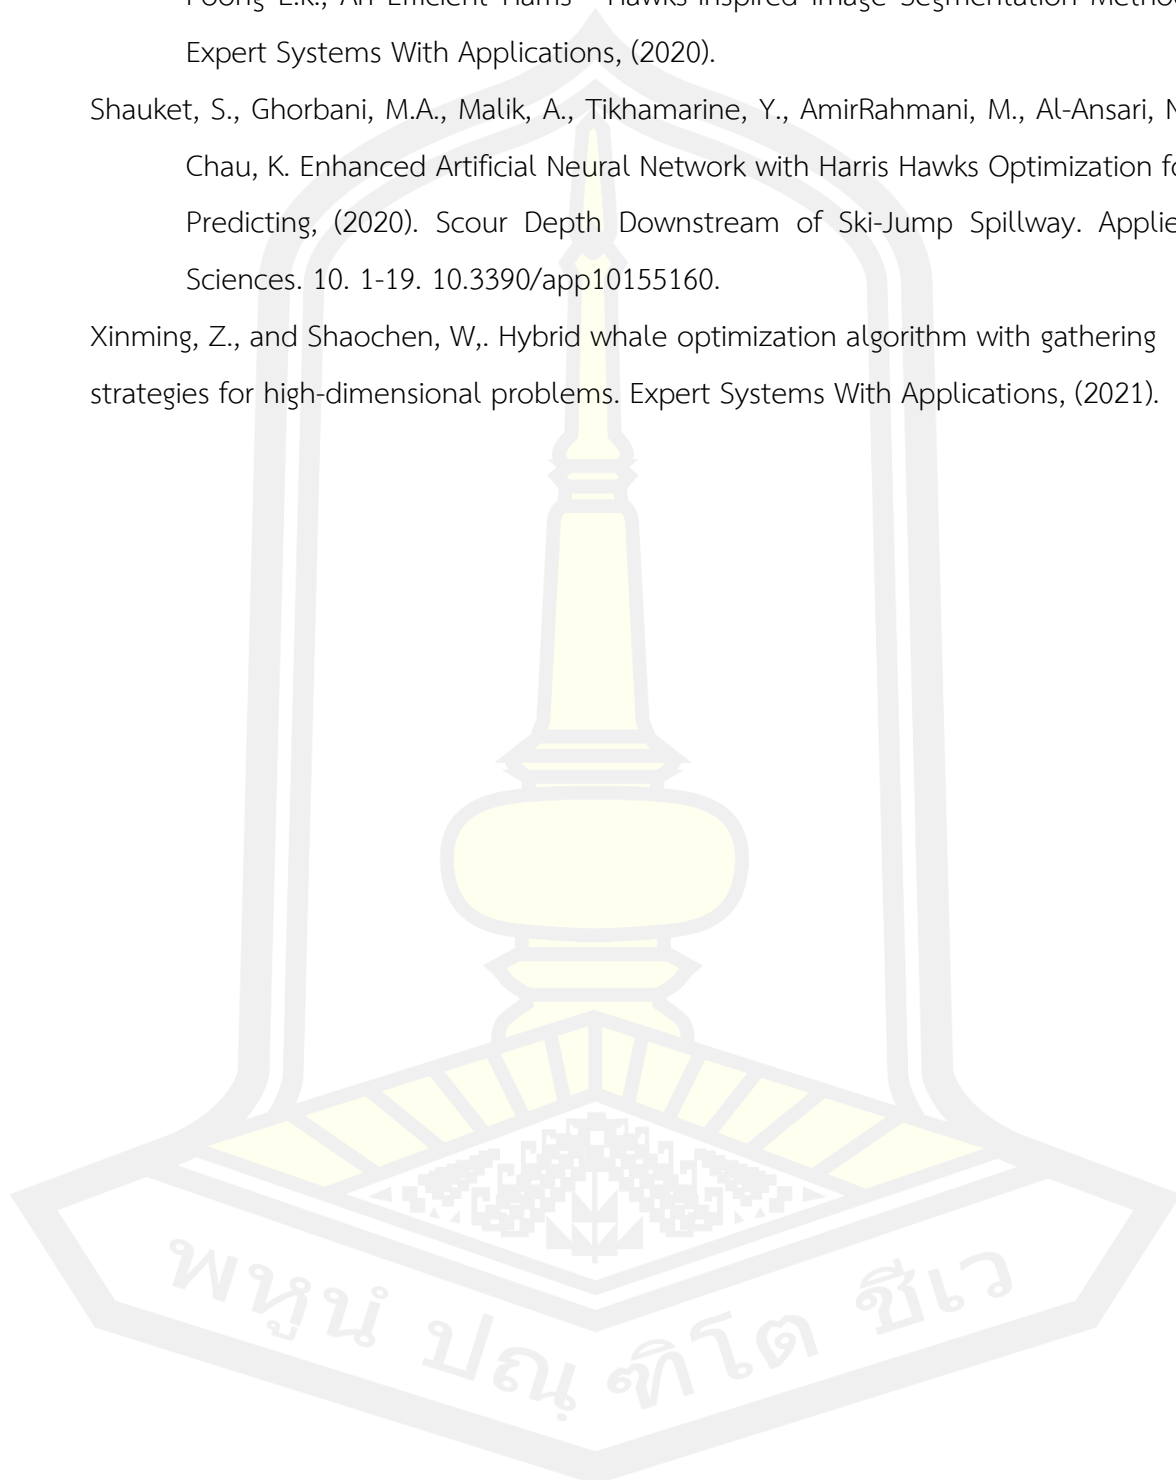 Expert Systems With Applications, (2020).
Shauket, S., Ghorbani, M.A., Malik, A., Tikhamarine, Y., AmirRahmani, M., Al-Ansari,
Chau, K. Enhanced Artificial Neural Network with Harris Hawks Optimization
Predicting, (2020). Scour Depth Downstream of Ski-Jump Spillway.
Sciences. 10. 1-19. 10.3390/app10155160.
Xinming, Z., and Shaochen, W,. Hybrid whale optimization algorithm with gathering
strategies for high-dimensional problems. Expert Systems With Applications, (2021).
พหูนํ ปณฺฑิโต ชีเว